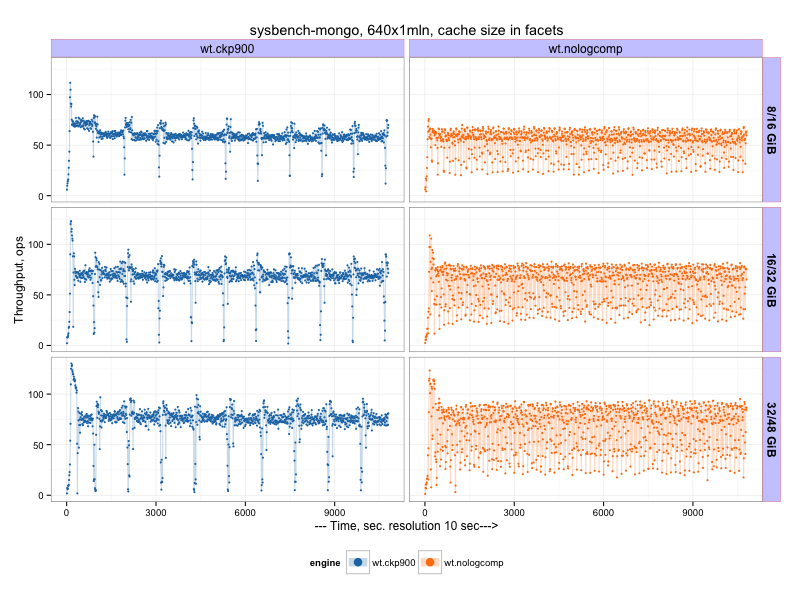 sysbench-mongo, 640x1mln, cache size in facets
wt.ckp900
wt.nologcomp
100
50
0
8/16 GiB
100
50
0
16/32 GiB
100
50
0
32/48 GiB
Throughput, ops
0
3000
6000
9000
0
3000
6000
9000
--- Time, sec. resolution 10 sec--->
engine
wt.ckp900
wt.nologcomp